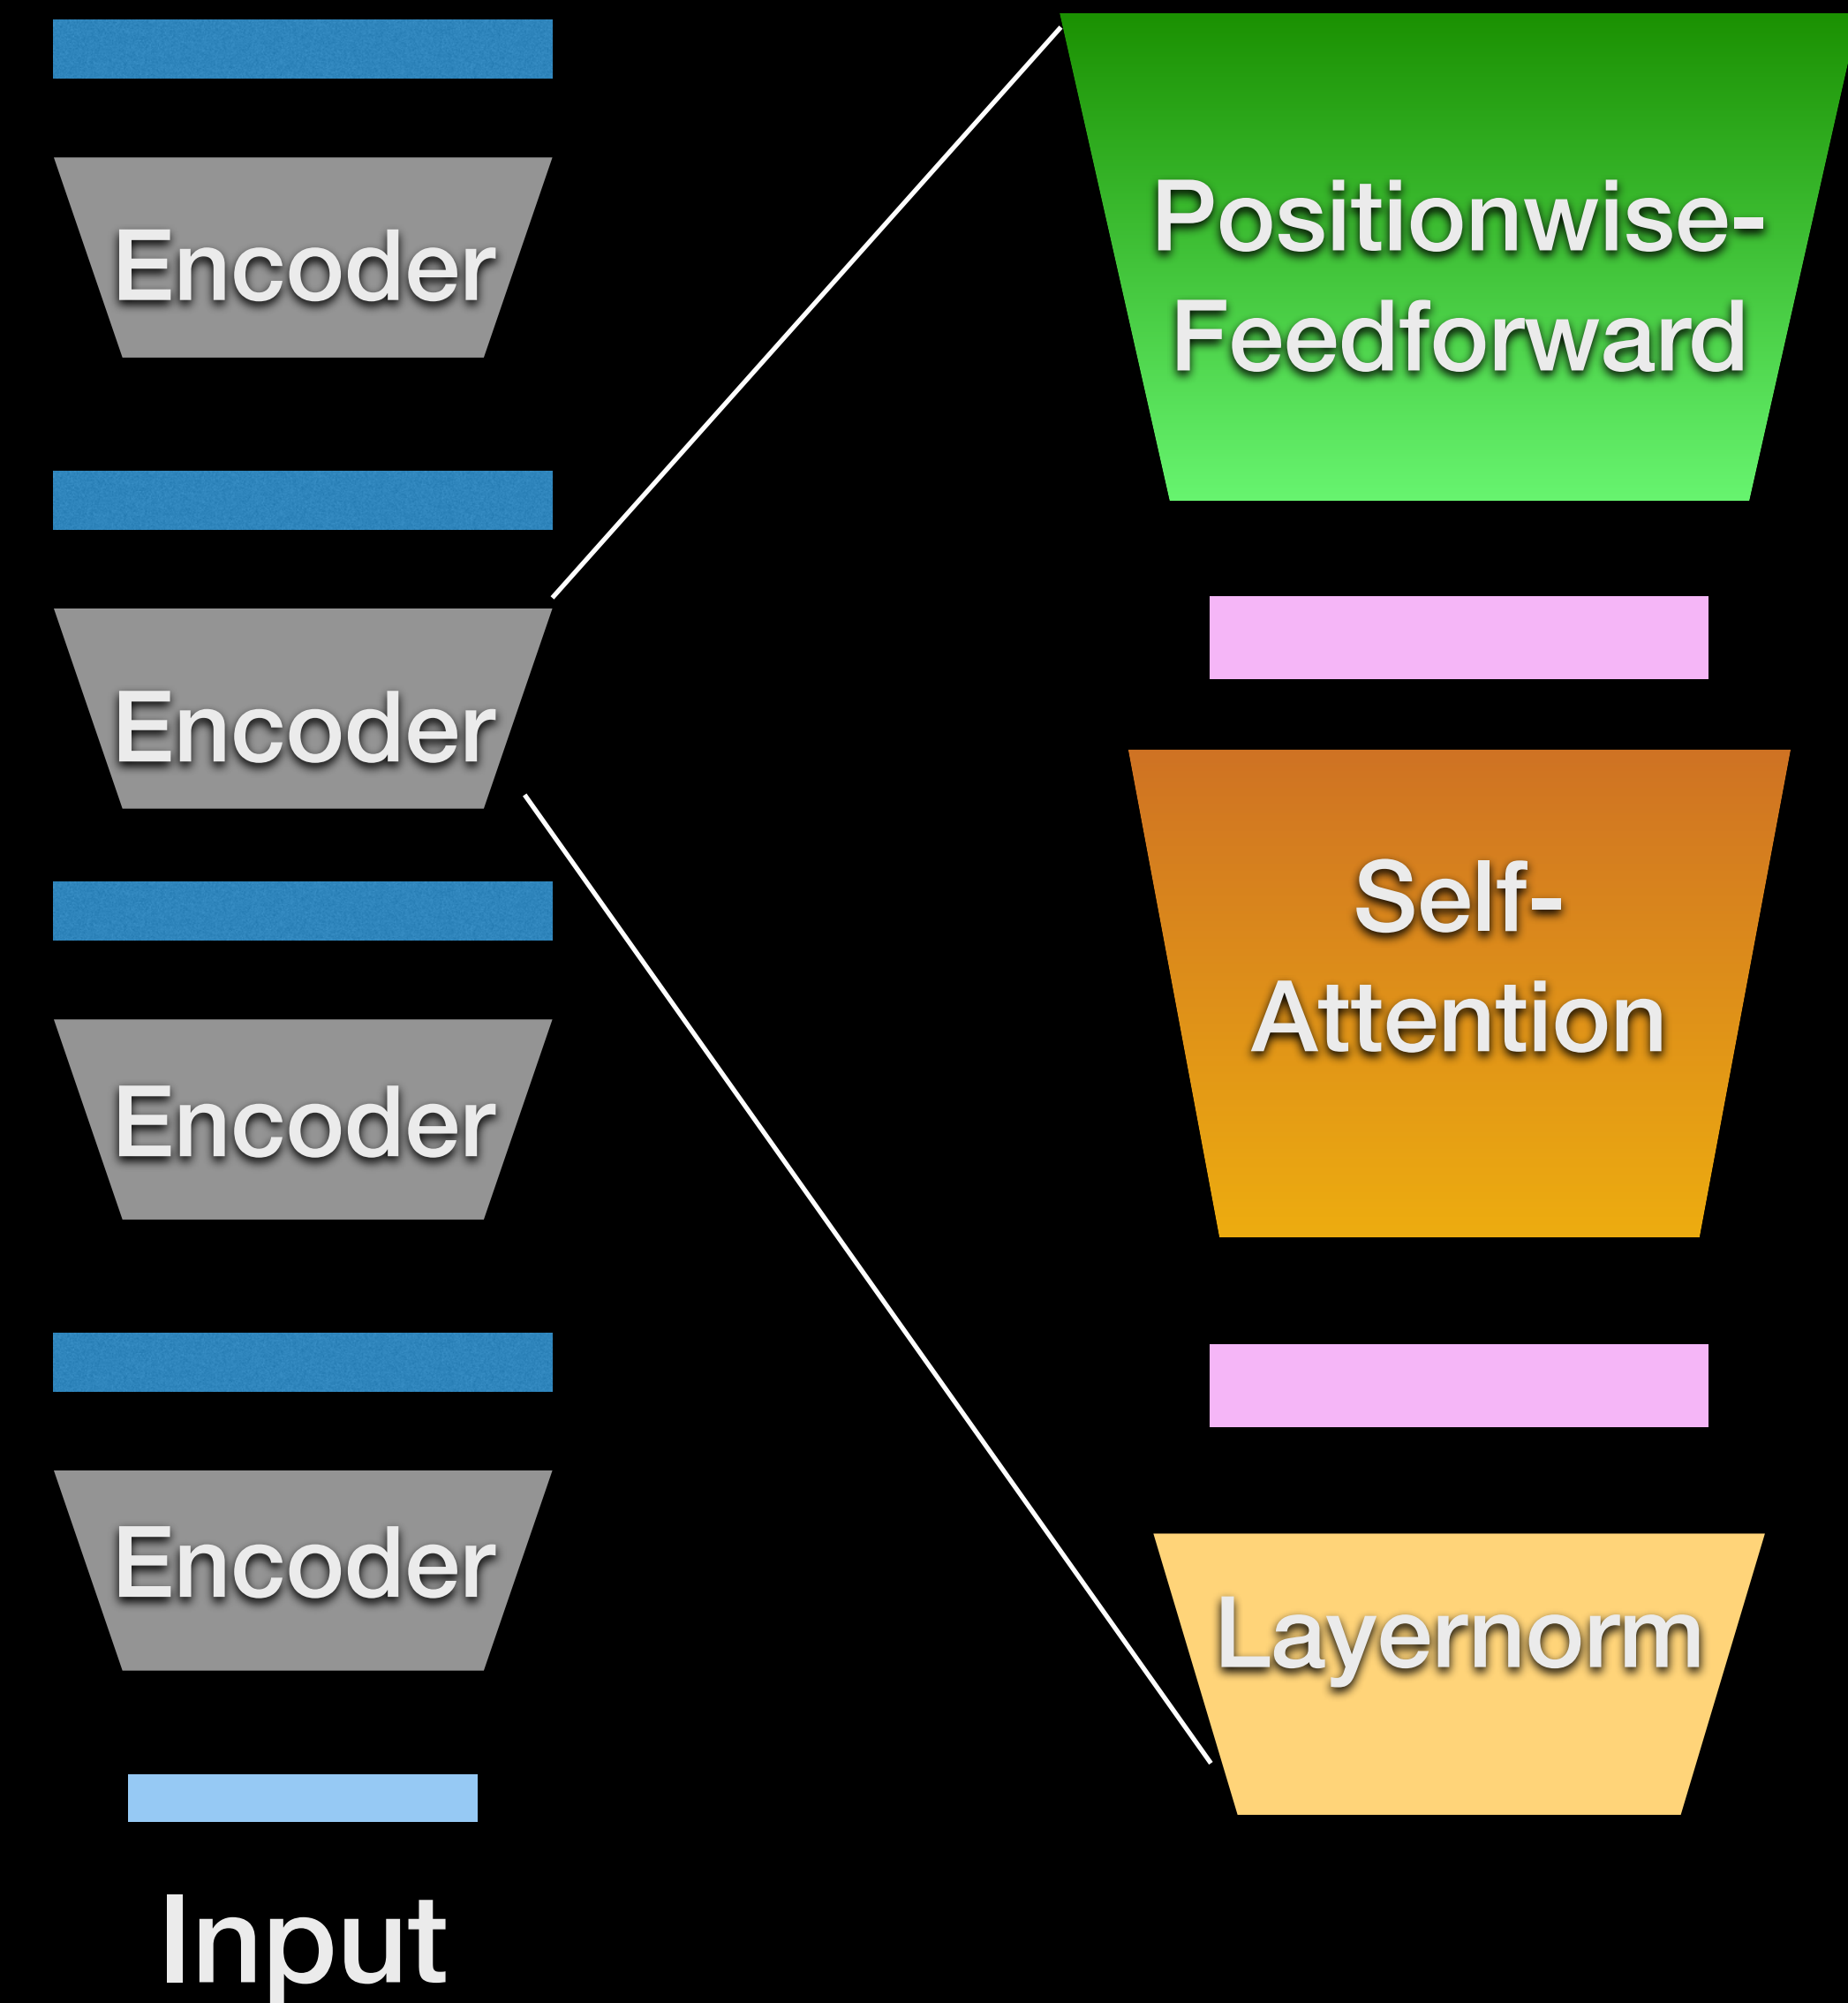 Encoder
Encoder
Encoder
Encoder
Input
Positionwise-
Feedforward
Self-
Attention
Layernorm